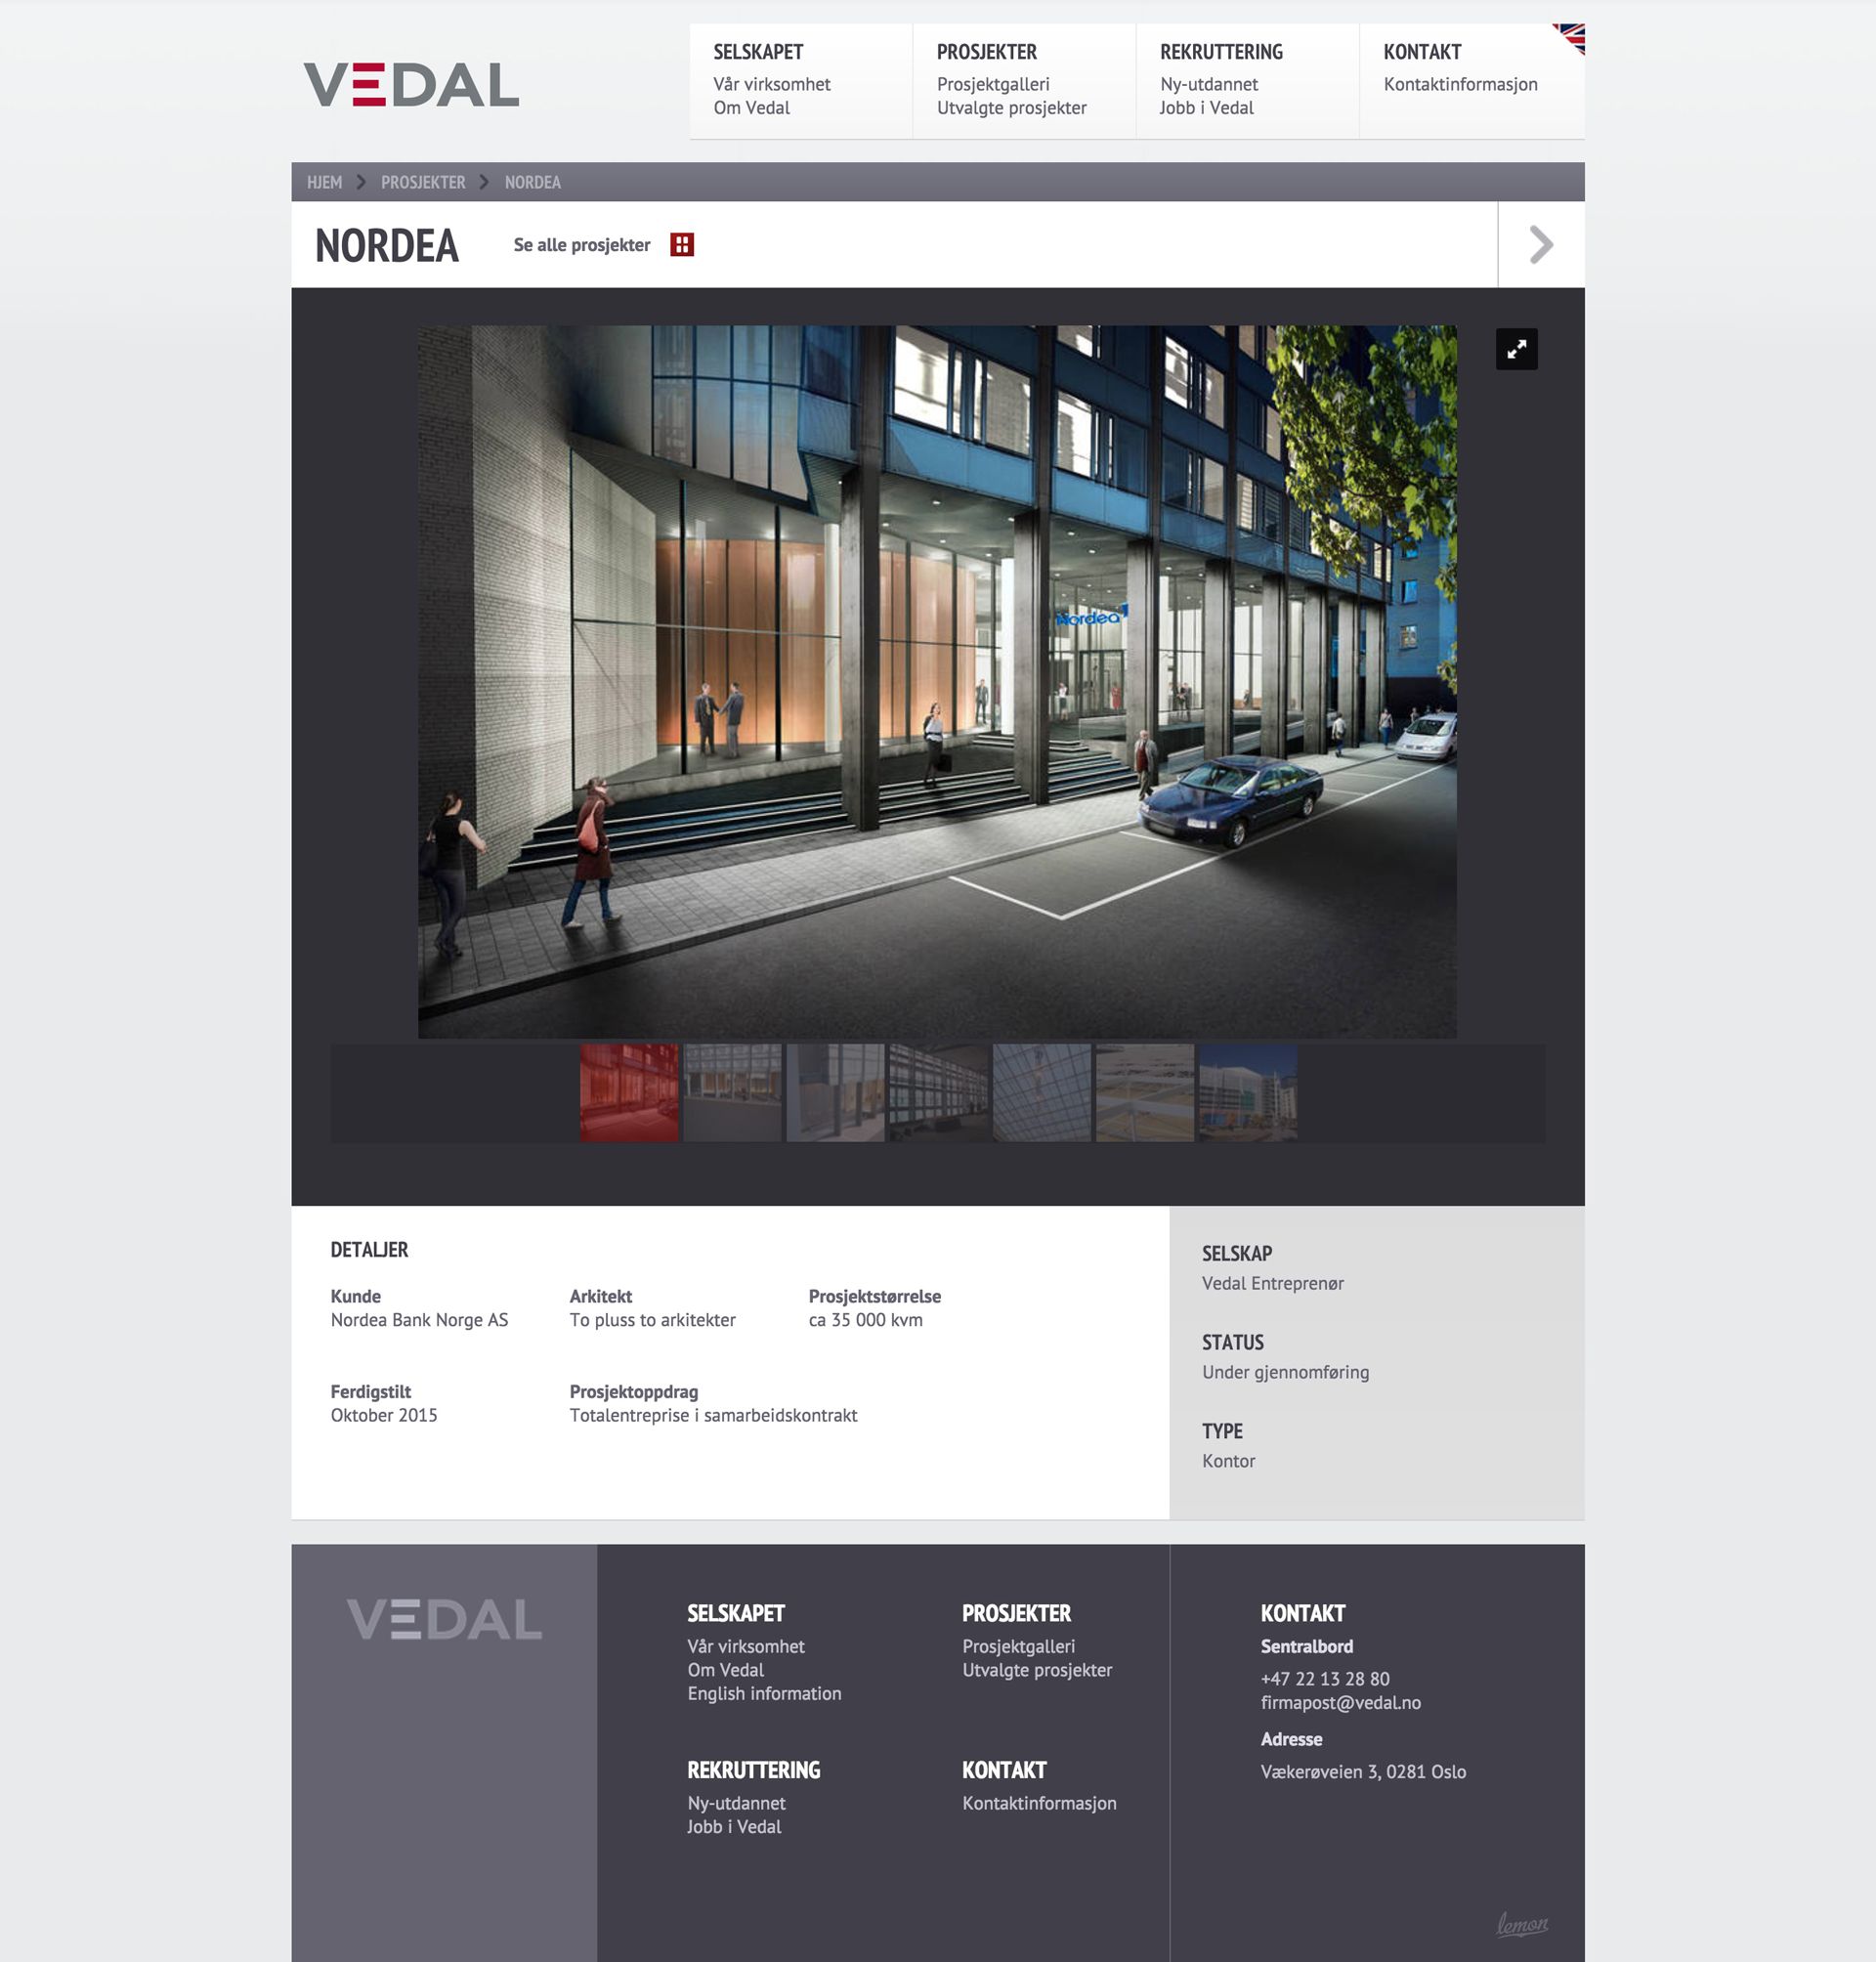 VEDAL
SELSKAPET
Vår virksomhet
Om Vedal
PROSJEKTER
Prosjektgalleri
Utvalgte prosjekter
REKRUTTERING
Ny-utdannet
Jobb i Vedal
KONTAKT
Kontaktinformasjon
HJEM PROSJEKTER NORDEA
NORDEA
Se alle prosjekter
Nordea
DETALJER
Kunde
Nordea Bank Norge AS
Arkitekt
To pluss to arkitekter
Prosjektstørrelse
ca 35 000 kvm
Ferdigstilt
Oktober 2015
Prosjektoppdrag
Totalentreprise i samarbeidskontrakt
SELSKAP
Vedal Entreprenør
STATUS
Under gjennomføring
TYPE
Kontor
VEDAL
SELSKAPET
Vår virksomhet
Om Vedal
English information
PROSJEKTER
Prosjektgalleri
Utvalgte prosjekter
REKRUTTERING
Ny-utdannet
Jobb i Vedal
KONTAKT
Kontaktinformasjon
KONTAKT
Sentralbord
+47 22 13 28 80
firmapost@vedal.no
Adresse
Vækerøveien 3, 0281 Oslo
lemon